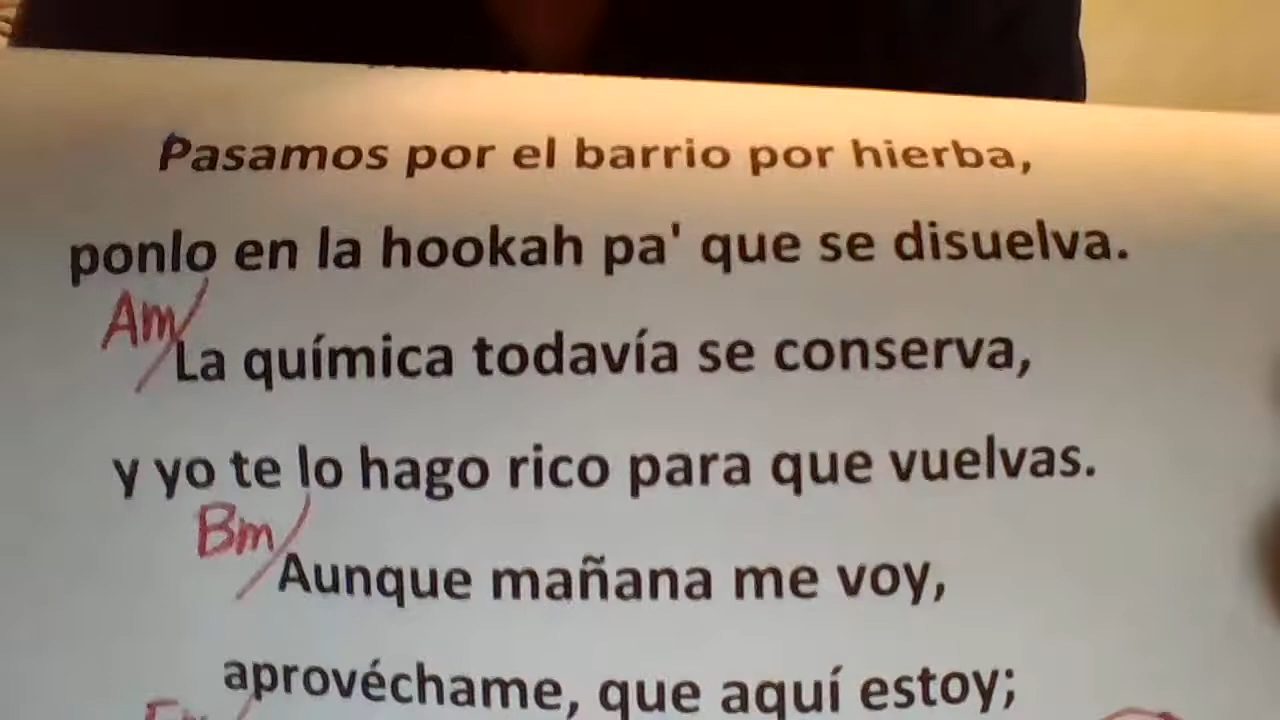 Pasamos por el barrio por hierba,
ponlo en la hookah pa' que se disuelva.
Am/
La química todavía se conserva,
y yo te lo hago rico para que vuelvas.
Bm/
Aunque mañana me voy,
aprovéchame, que aquí estoy;